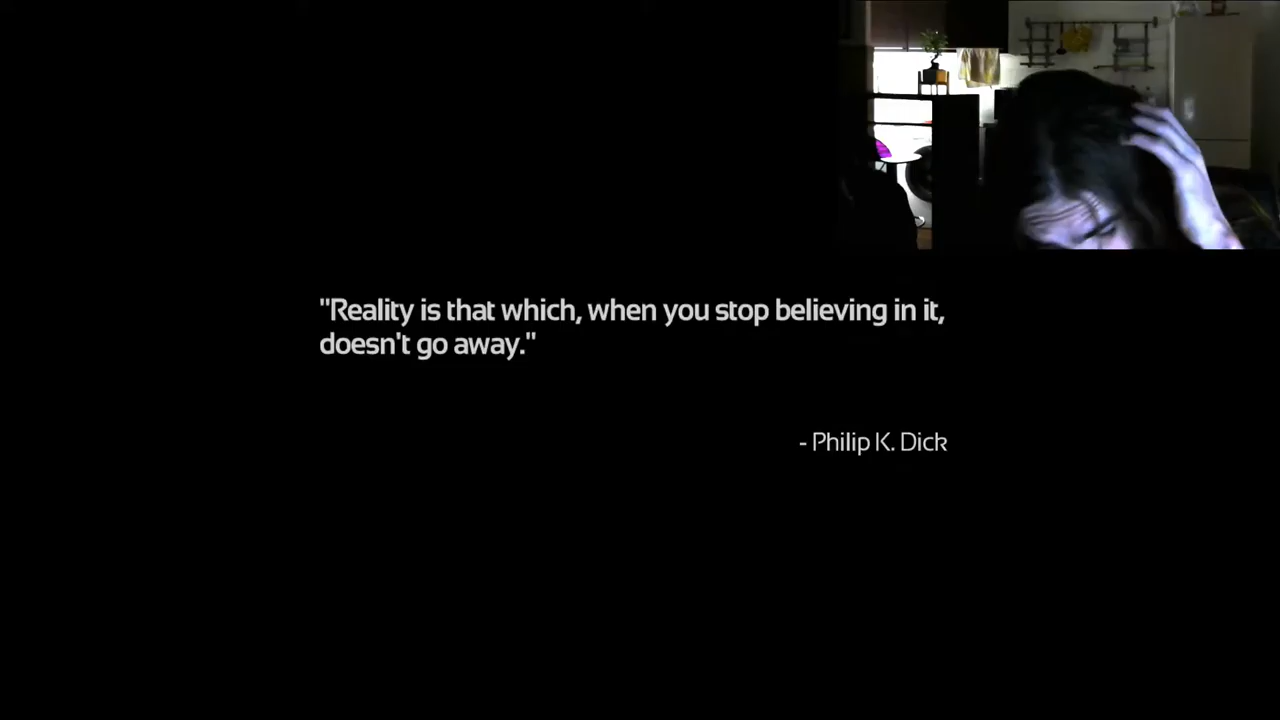 "Reality is that which, when you stop believing in it,
doesn't go away."
- Philip K. Dick